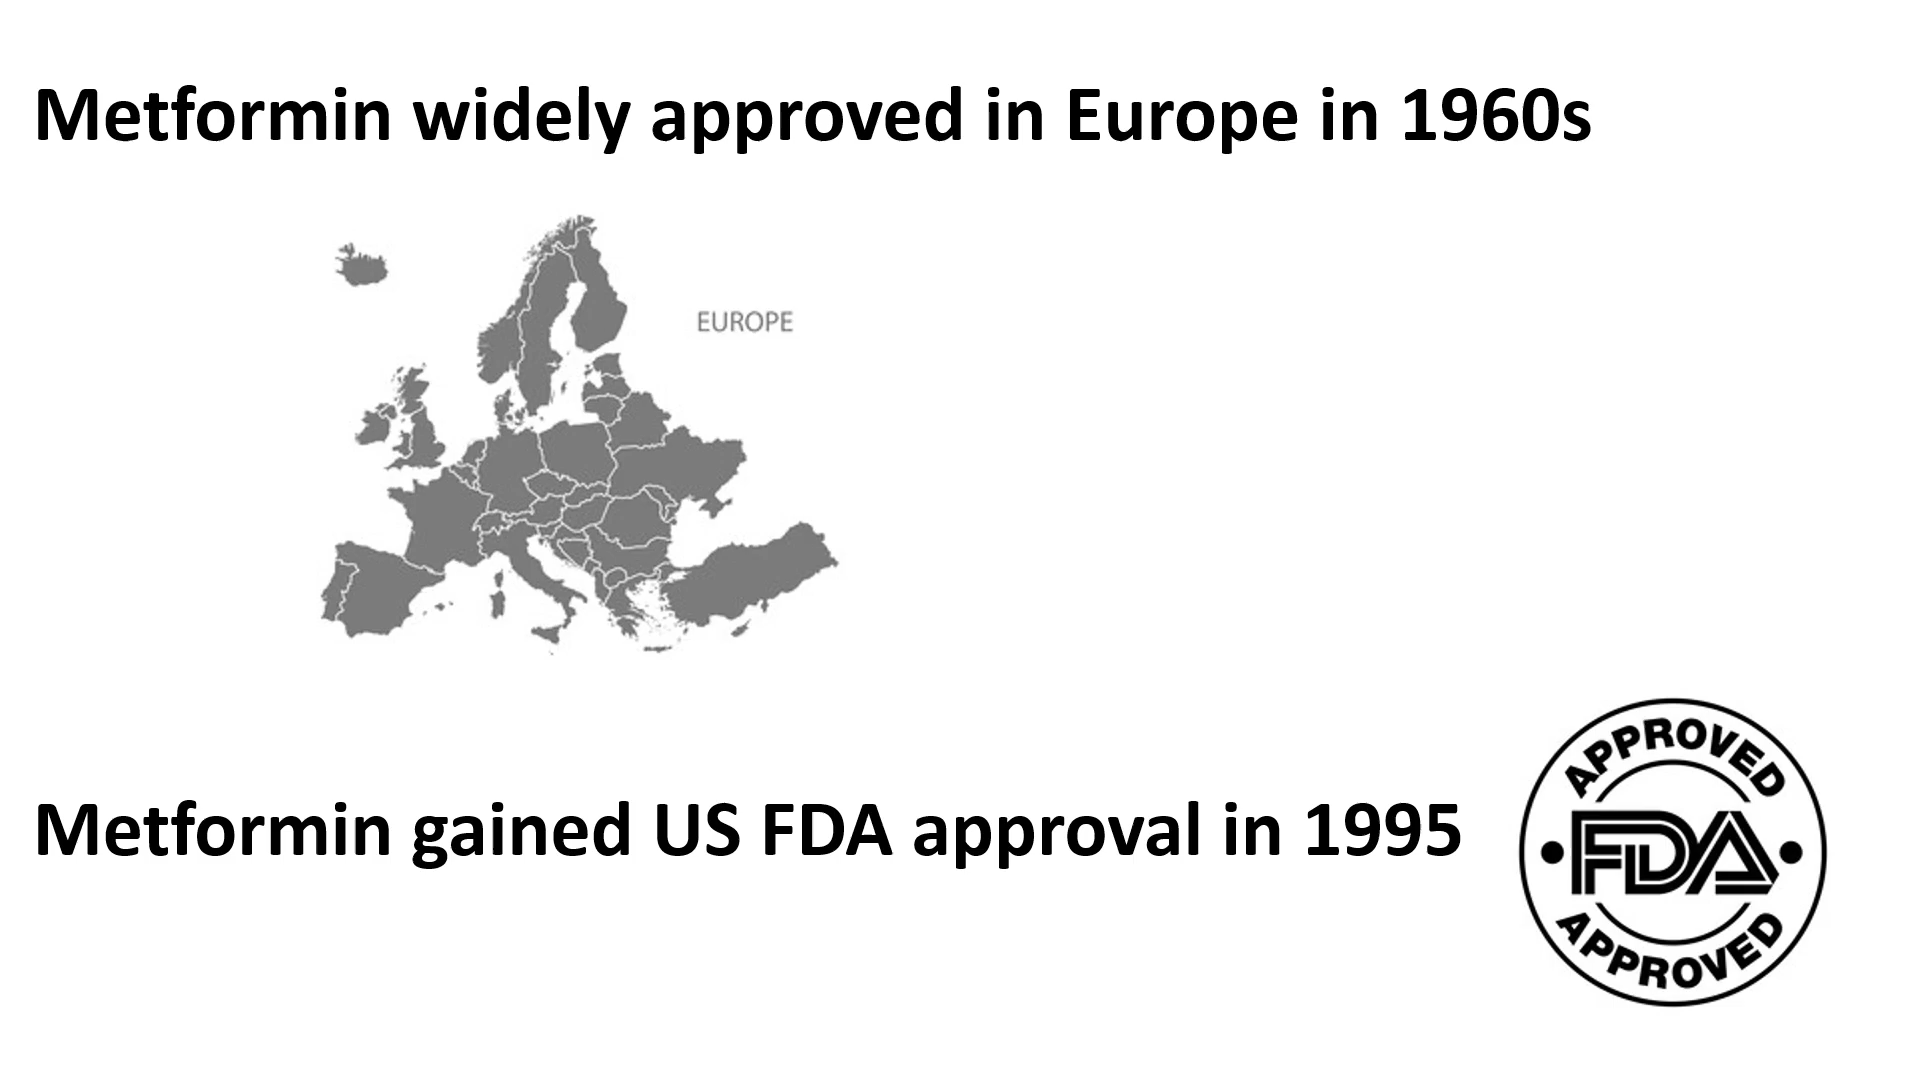 Metformin widely approved in Europe in 1960s
EUROPE
Metformin gained US FDA approval in 1995
APPROVED
FDA
APPROVED